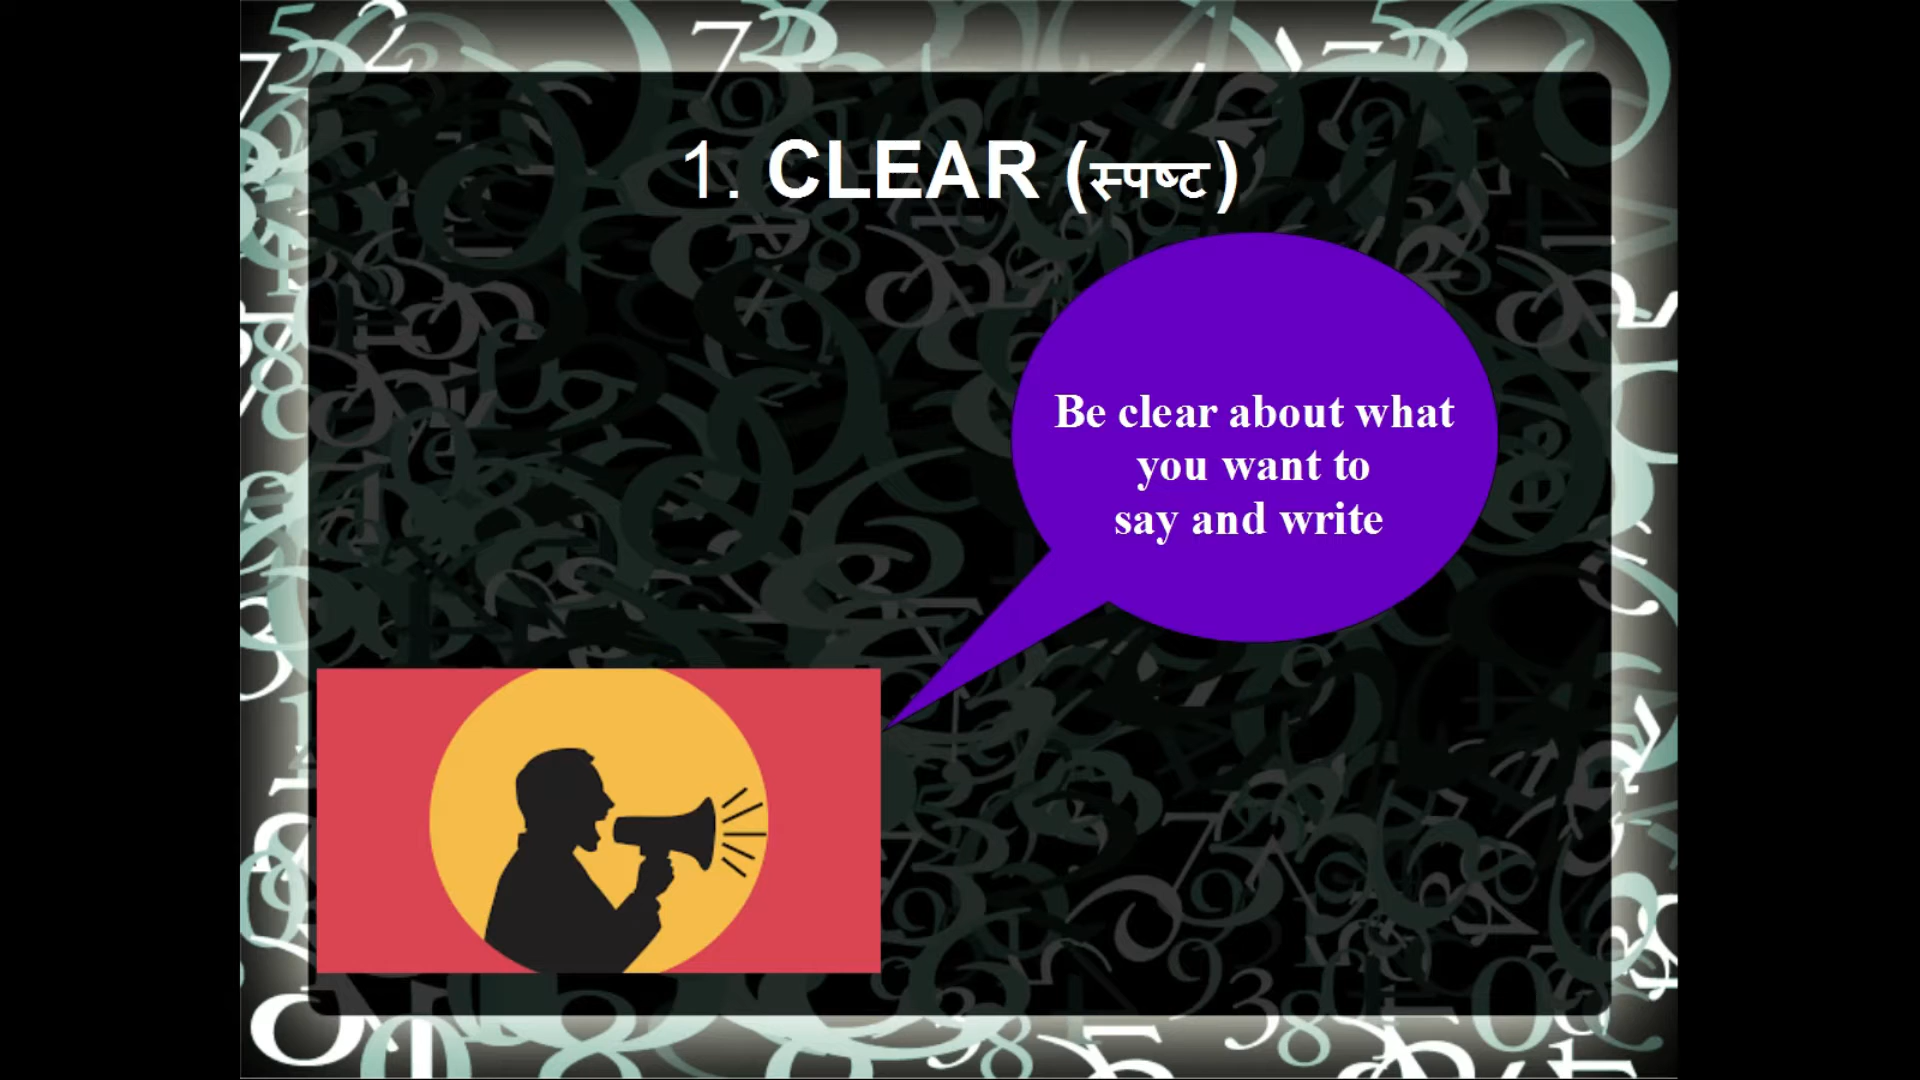 1. CLEAR (स्पष्ट)
Be clear about what
you want to
say and write